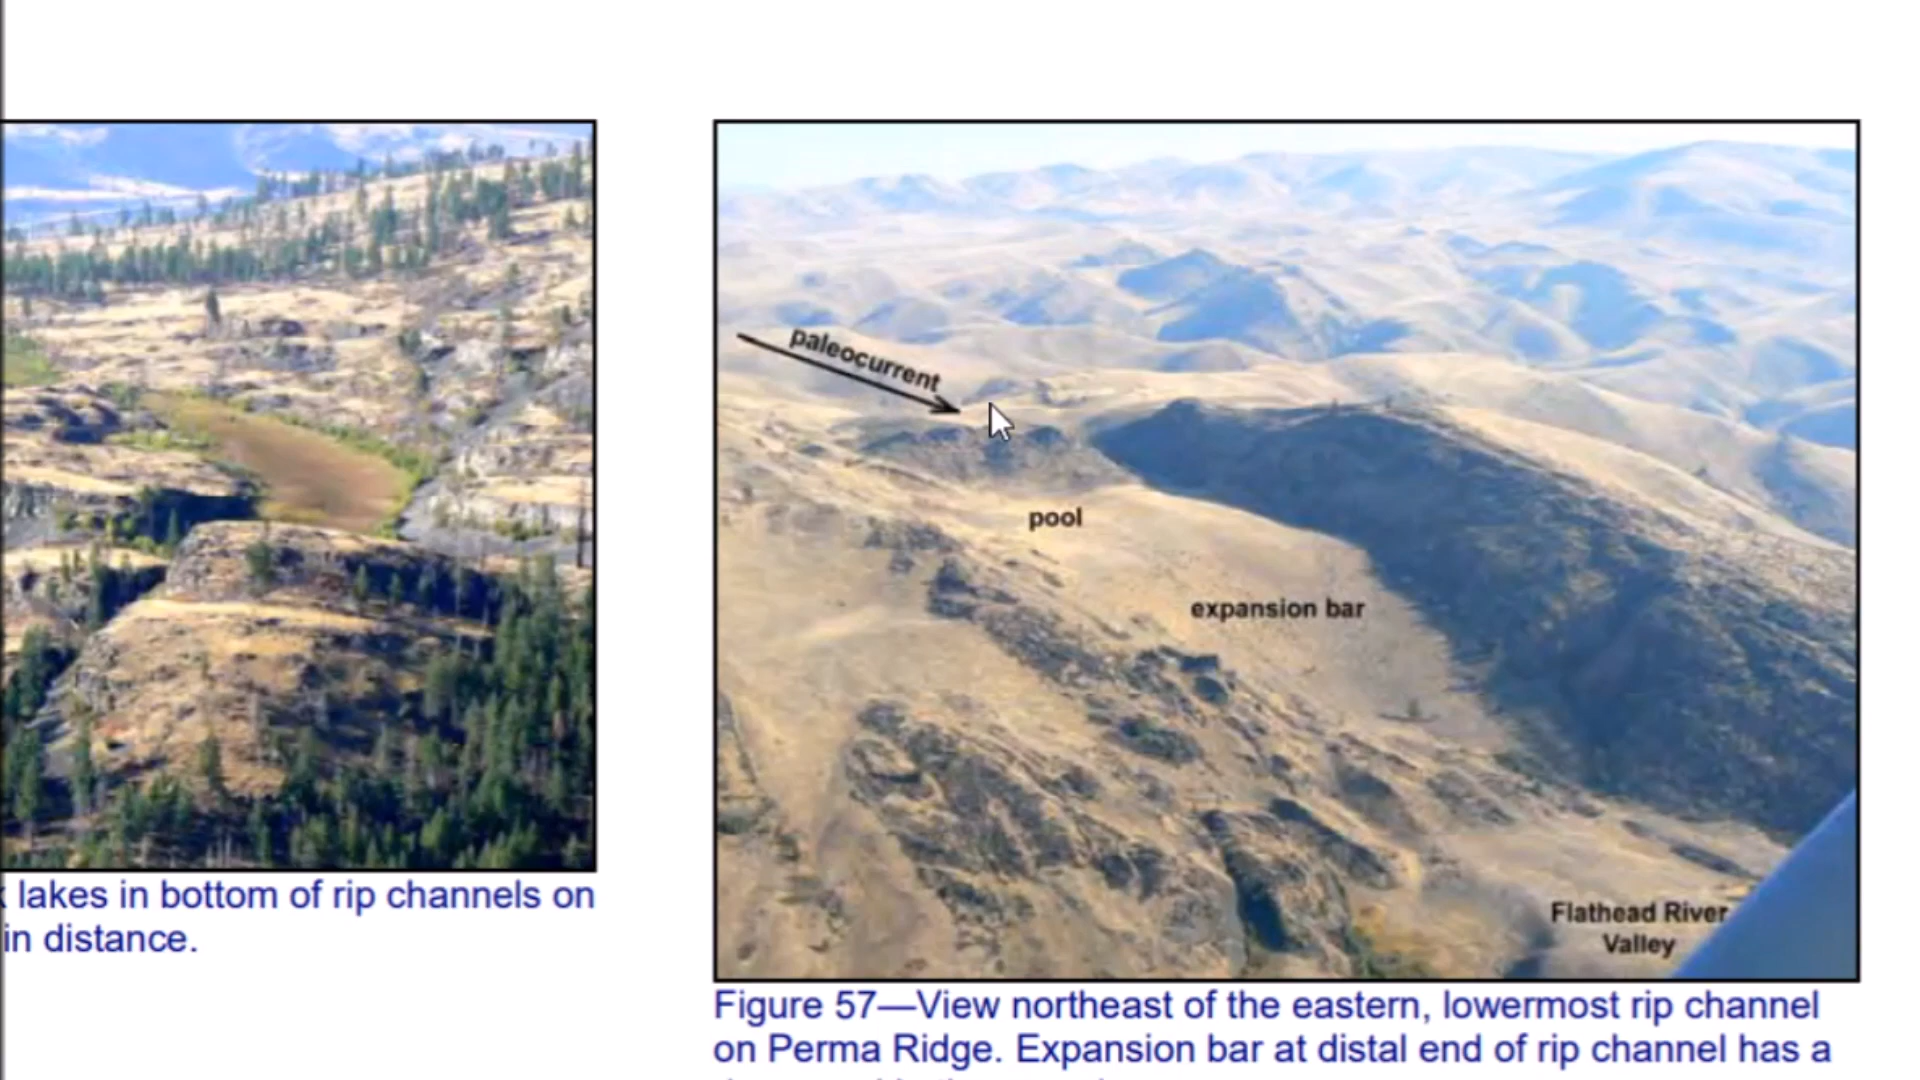 lakes in bottom of rip channels on
in distance.
paleocurrent
pool
expansion bar
Flathead River
Valley
Figure 57—View northeast of the eastern, lowermost rip channel
on Perma Ridge. Expansion bar at distal end of rip channel has a